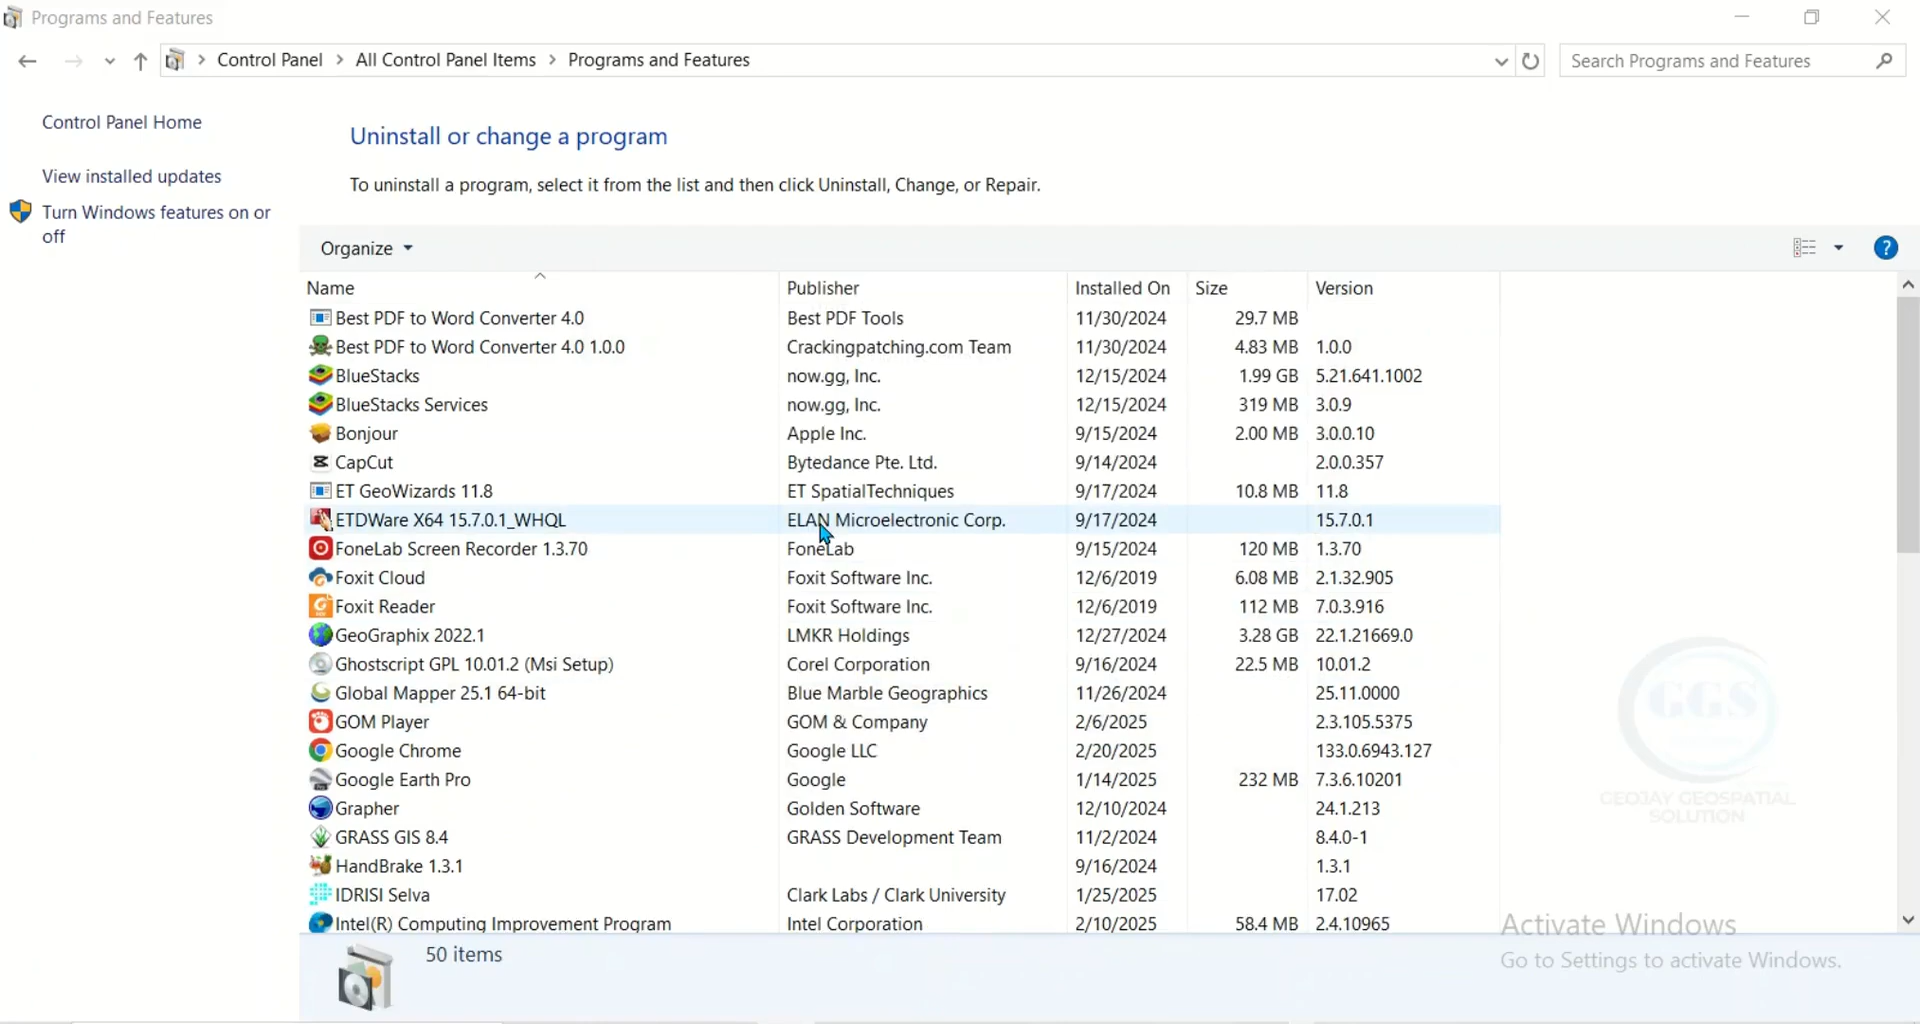 Programs and Features
Control Panel > All Control Panel Items > Programs and Features
Search Programs and Features
Control Panel Home
View installed updates
Turn Windows features on or
off
Uninstall or change a program
To uninstall a program, select it from the list and then click Uninstall, Change, or Repair.
Organize
Name Publisher Installed On Size Version
Best PDF to Word Converter 4.0 Best PDF Tools 11/30/2024 29.7 MB
Best PDF to Word Converter 4.0 1.0.0 Crackingpatching.com Team 11/30/2024 4.83 MB 1.0.0
BlueStacks now.gg, Inc. 12/15/2024 1.99 GB 5.21.641.1002
BlueStacks Services now.gg, Inc. 12/15/2024 319 MB 3.0.9
Bonjour Apple Inc. 9/15/2024 2.00 MB 3.0.0.10
CapCut Bytedance Pte. Ltd. 9/14/2024 2.0.0.357
ET GeoWizards 11.8 ET SpatialTechniques 9/17/2024 10.8 MB 11.8
ETDWare X64 15.7.0.1_WHQL ELAN Microelectronic Corp. 9/17/2024 15.7.0.1
FoneLab Screen Recorder 1.3.70 FoneLab 9/15/2024 120 MB 1.3.70
Foxit Cloud Foxit Software Inc. 12/6/2019 6.08 MB 2.1.32.905
Foxit Reader Foxit Software Inc. 12/6/2019 112 MB 7.0.3.916
GeoGraphix 2022.1 LMKR Holdings 12/27/2024 3.28 GB 22.1.21669.0
Ghostscript GPL 10.01.2 (Msi Setup) Corel Corporation 9/16/2024 22.5 MB 10.01.2
Global Mapper 25.1 64-bit Blue Marble Geographics 11/26/2024 25.11.0000
GOM Player GOM & Company 2/6/2025 2.3.105.5375
Google Chrome Google LLC 2/20/2025 133.0.6943.127
Google Earth Pro Google 1/14/2025 232 MB 7.3.6.10201
Grapher Golden Software 12/10/2024 24.1.213
GRASS GIS 8.4 GRASS Development Team 11/2/2024 8.4.0-1
HandBrake 1.3.1 9/16/2024 1.3.1
IDRISI Selva Clark Labs / Clark University 1/25/2025 17.02
Intel(R) Computing Improvement Program Intel Corporation 2/10/2025 58.4 MB 2.4.10965
GGS
GEOJAY GEOSPATIAL
SOLUTION
Activate Windows
Go to Settings to activate Windows.
50 items